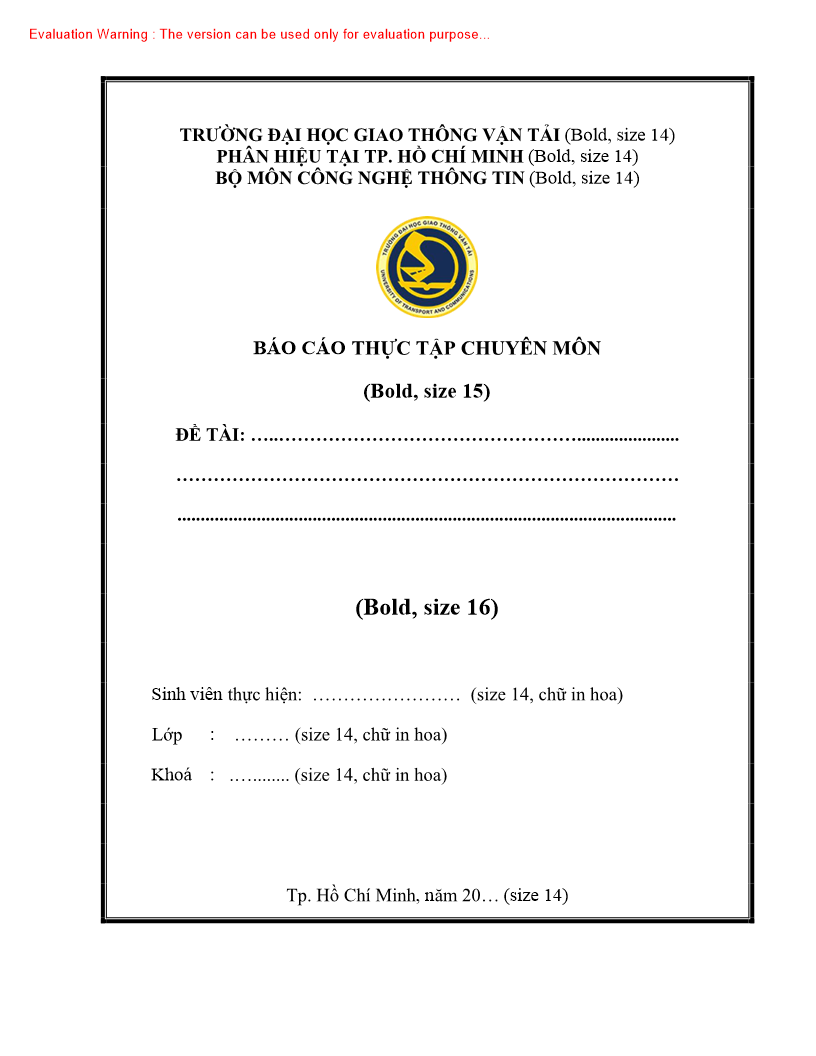 Evaluation Warning : The version can be used only for evaluation purpose...
TRƯỜNG ĐẠI HỌC GIAO THÔNG VẬN TẢI (Bold, size 14)
PHÂN HIỆU TẠI TP. HỒ CHÍ MINH (Bold, size 14)
BỘ MÔN CÔNG NGHỆ THÔNG TIN (Bold, size 14)
TRƯỜNG ĐẠI HỌC GIAO THÔNG VẬN TẢI
UNIVERSITY OF TRANSPORT AND COMMUNICATIONS
BÁO CÁO THỰC TẬP CHUYÊN MÔN
(Bold, size 15)
ĐỀ TÀI: …..………………………………………….....................
………………………………………………………………………
...........................................................................................................
(Bold, size 16)
Sinh viên thực hiện: …………………… (size 14, chữ in hoa)
Lớp : ……… (size 14, chữ in hoa)
Khoá : .…........ (size 14, chữ in hoa)
Tp. Hồ Chí Minh, năm 20… (size 14)